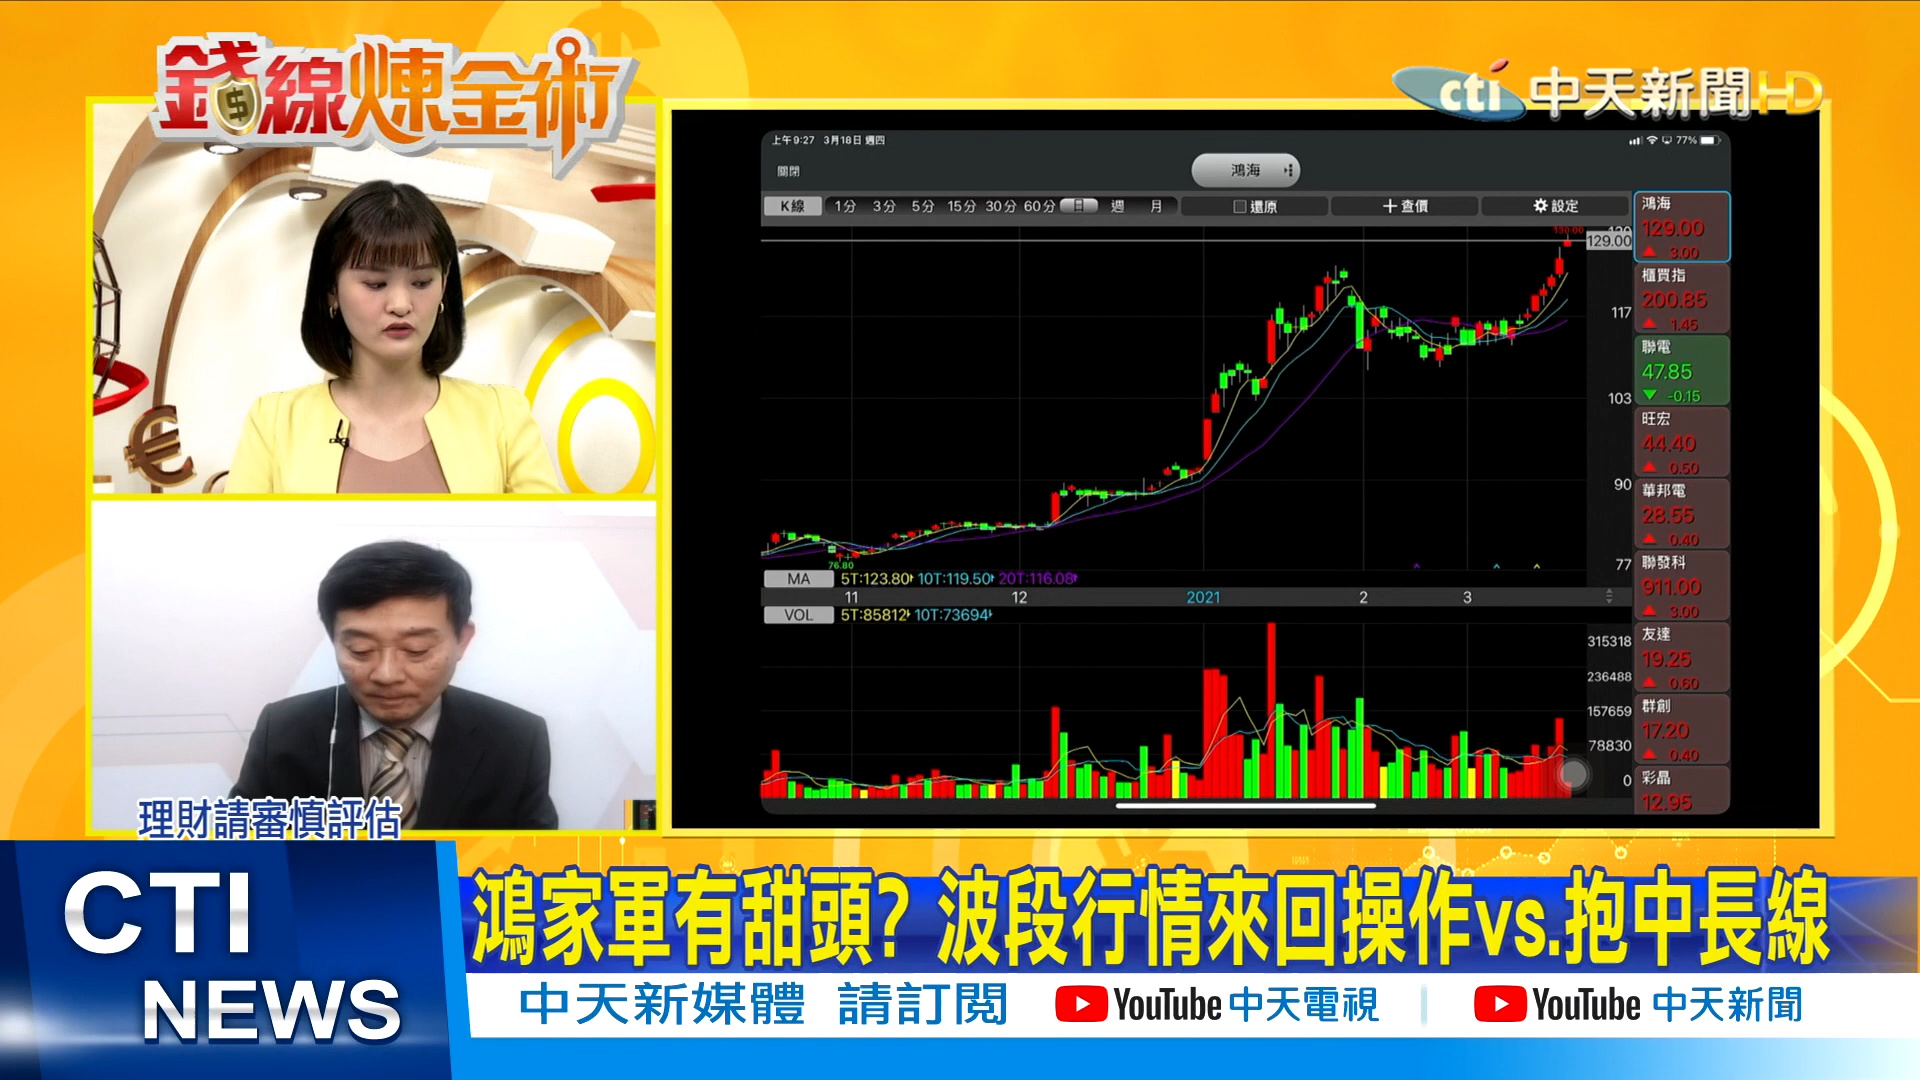 錢線煉金術
cti 中天新聞HD
上午9:27 3月18日 週四
77%
關閉
鴻海
K線 1分 3分 5分 15分 30分 60分 日 週 月 還原 +查價 設定
130.00
129.00
117
103
90
77
76.80
MA 5T:123.80 10T:119.50 20T:116.08
11 12 2021 2 3
VOL 5T:85812 10T:73694
315318
236488
157659
78830
0
鴻海
129.00
▲ 3.00
櫃買指
200.85
▲ 1.45
聯電
47.85
▼ -0.15
旺宏
44.40
▲ 0.50
華邦電
28.55
▲ 0.40
聯發科
911.00
▲ 3.00
友達
19.25
▲ 0.60
群創
17.20
▲ 0.40
彩晶
12.95
理財請審慎評估
CTI
NEWS
鴻家軍有甜頭? 波段行情來回操作vs.抱中長線
中天新媒體 請訂閱 YouTube 中天電視 | YouTube 中天新聞